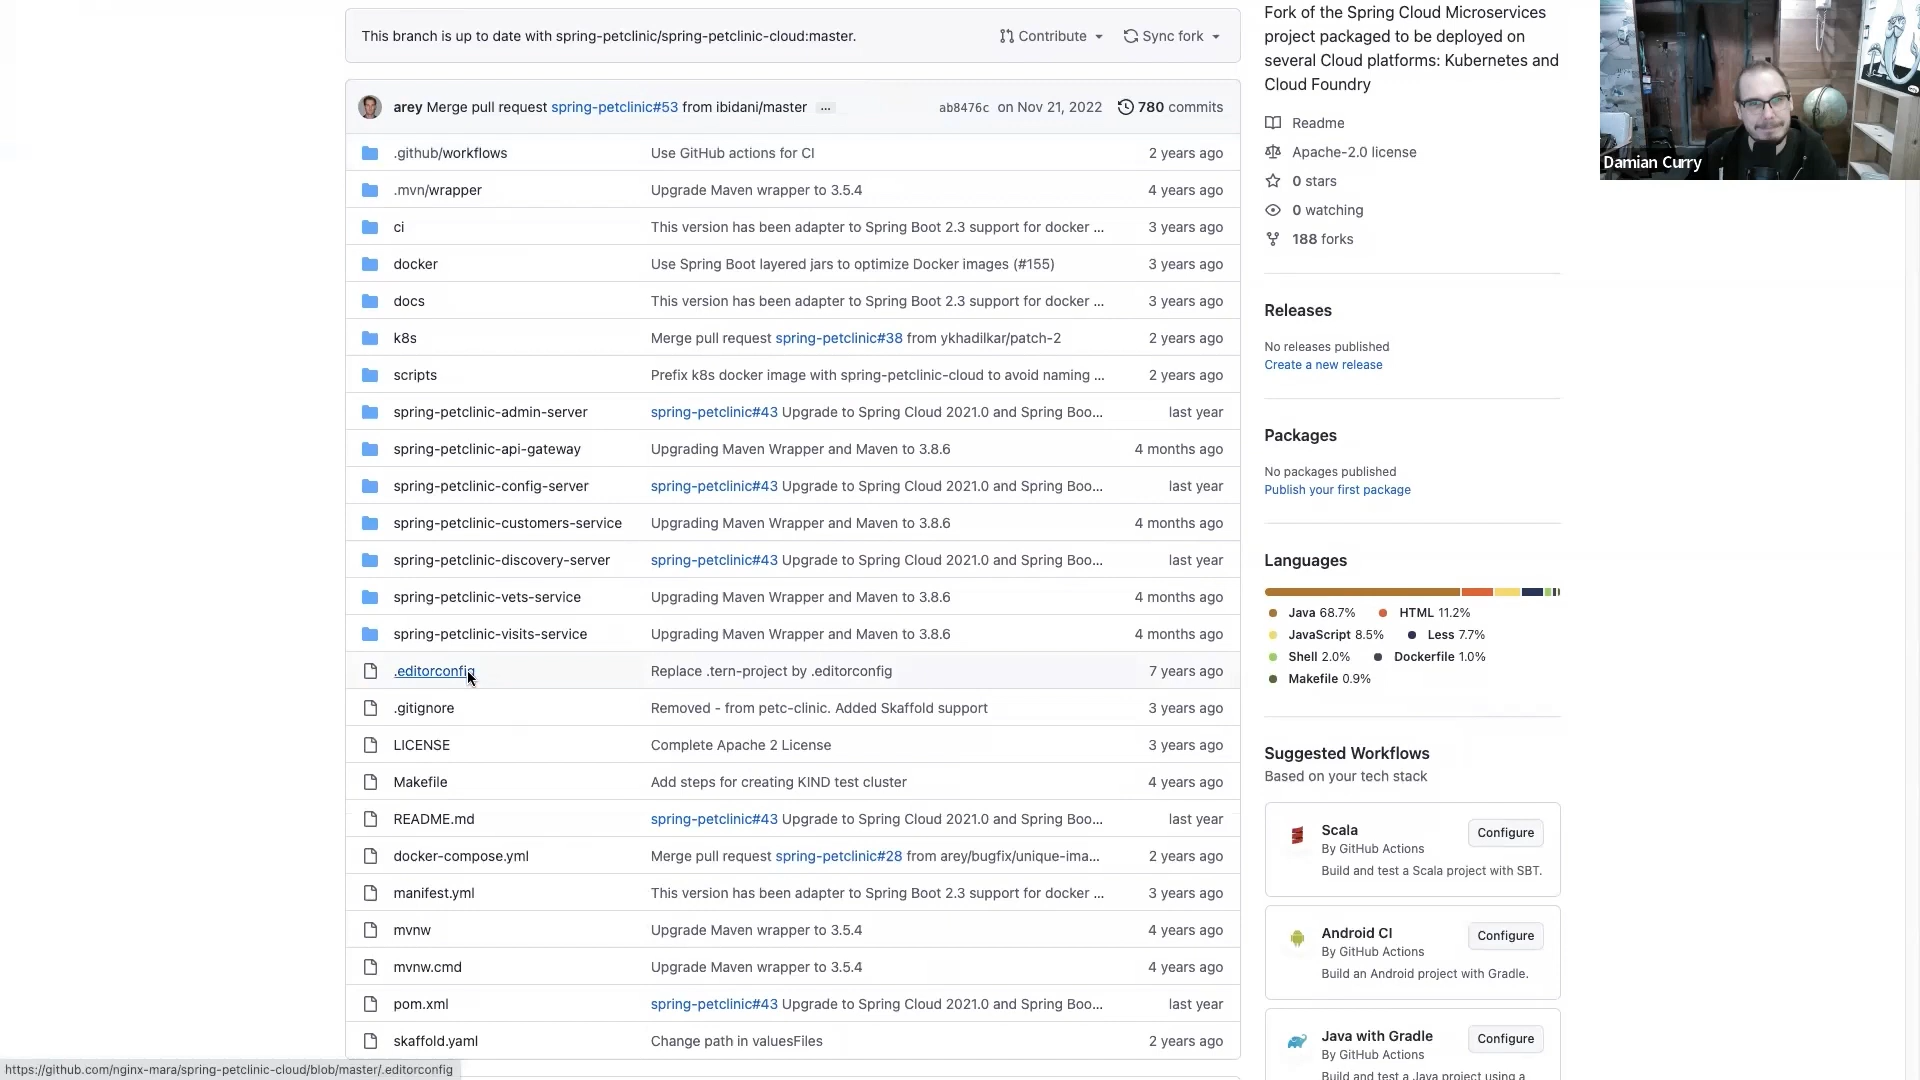 This branch is up to date with spring-petclinic/spring-petclinic-cloud:master.
Contribute
Sync fork
arey Merge pull request spring-petclinic#53 from ibidani/master ...
ab8476c on Nov 21, 2022
780 commits
.github/workflows Use GitHub actions for CI 2 years ago
.mvn/wrapper Upgrade Maven wrapper to 3.5.4 4 years ago
ci This version has been adapter to Spring Boot 2.3 support for docker ... 3 years ago
docker Use Spring Boot layered jars to optimize Docker images (#155) 3 years ago
docs This version has been adapter to Spring Boot 2.3 support for docker ... 3 years ago
k8s Merge pull request spring-petclinic#38 from ykhadilkar/patch-2 2 years ago
scripts Prefix k8s docker image with spring-petclinic-cloud to avoid naming ... 2 years ago
spring-petclinic-admin-server spring-petclinic#43 Upgrade to Spring Cloud 2021.0 and Spring Boo... last year
spring-petclinic-api-gateway Upgrading Maven Wrapper and Maven to 3.8.6 4 months ago
spring-petclinic-config-server spring-petclinic#43 Upgrade to Spring Cloud 2021.0 and Spring Boo... last year
spring-petclinic-customers-service Upgrading Maven Wrapper and Maven to 3.8.6 4 months ago
spring-petclinic-discovery-server spring-petclinic#43 Upgrade to Spring Cloud 2021.0 and Spring Boo... last year
spring-petclinic-vets-service Upgrading Maven Wrapper and Maven to 3.8.6 4 months ago
spring-petclinic-visits-service Upgrading Maven Wrapper and Maven to 3.8.6 4 months ago
.editorconfig Replace .tern-project by .editorconfig 7 years ago
.gitignore Removed - from petc-clinic. Added Skaffold support 3 years ago
LICENSE Complete Apache 2 License 3 years ago
Makefile Add steps for creating KIND test cluster 4 years ago
README.md spring-petclinic#43 Upgrade to Spring Cloud 2021.0 and Spring Boo... last year
docker-compose.yml Merge pull request spring-petclinic#28 from arey/bugfix/unique-ima... 2 years ago
manifest.yml This version has been adapter to Spring Boot 2.3 support for docker ... 3 years ago
mvnw Upgrade Maven wrapper to 3.5.4 4 years ago
mvnw.cmd Upgrade Maven wrapper to 3.5.4 4 years ago
pom.xml spring-petclinic#43 Upgrade to Spring Cloud 2021.0 and Spring Boo... last year
skaffold.yaml Change path in valuesFiles 2 years ago
https://github.com/nginx-mara/spring-petclinic-cloud/blob/master/.editorconfig
Fork of the Spring Cloud Microservices
project packaged to be deployed on
several Cloud platforms: Kubernetes and
Cloud Foundry
Readme
Apache-2.0 license
0 stars
0 watching
188 forks
Releases
No releases published
Create a new release
Packages
No packages published
Publish your first package
Languages
Java 68.7% HTML 11.2%
JavaScript 8.5% Less 7.7%
Shell 2.0% Dockerfile 1.0%
Makefile 0.9%
Suggested Workflows
Based on your tech stack
Scala
Configure
By GitHub Actions
Build and test a Scala project with SBT.
Android CI
Configure
By GitHub Actions
Build an Android project with Gradle.
Java with Gradle
Configure
By GitHub Actions
Build and test a Java project using a
Damian Curry